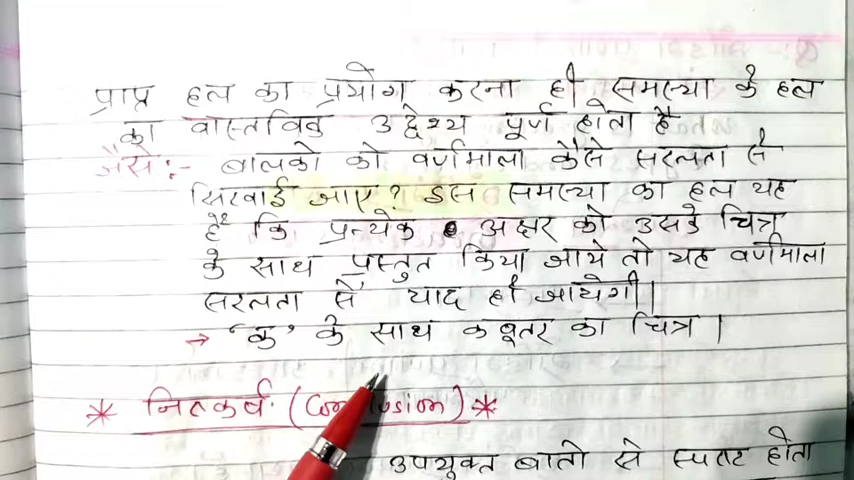 प्राप्त हल का प्रयोग करना ही समस्या के हल
का वास्तविक उद्देश्य पूर्ण होता है
जैसे :- बालको को वर्णमाला कैसे सरलता से
सिखाई जाए? इस समस्या का हल यह
है कि प्रत्येक अक्षर को उसके चित्र
के साथ प्रस्तुत किया जाये तो यह वर्णमाला
सरलता से याद हो जायेगी।
→ 'क' के साथ कबूतर का चित्र।
* निष्कर्ष (Conclusion) *
उपयुक्त बातो से स्पष्ट होता